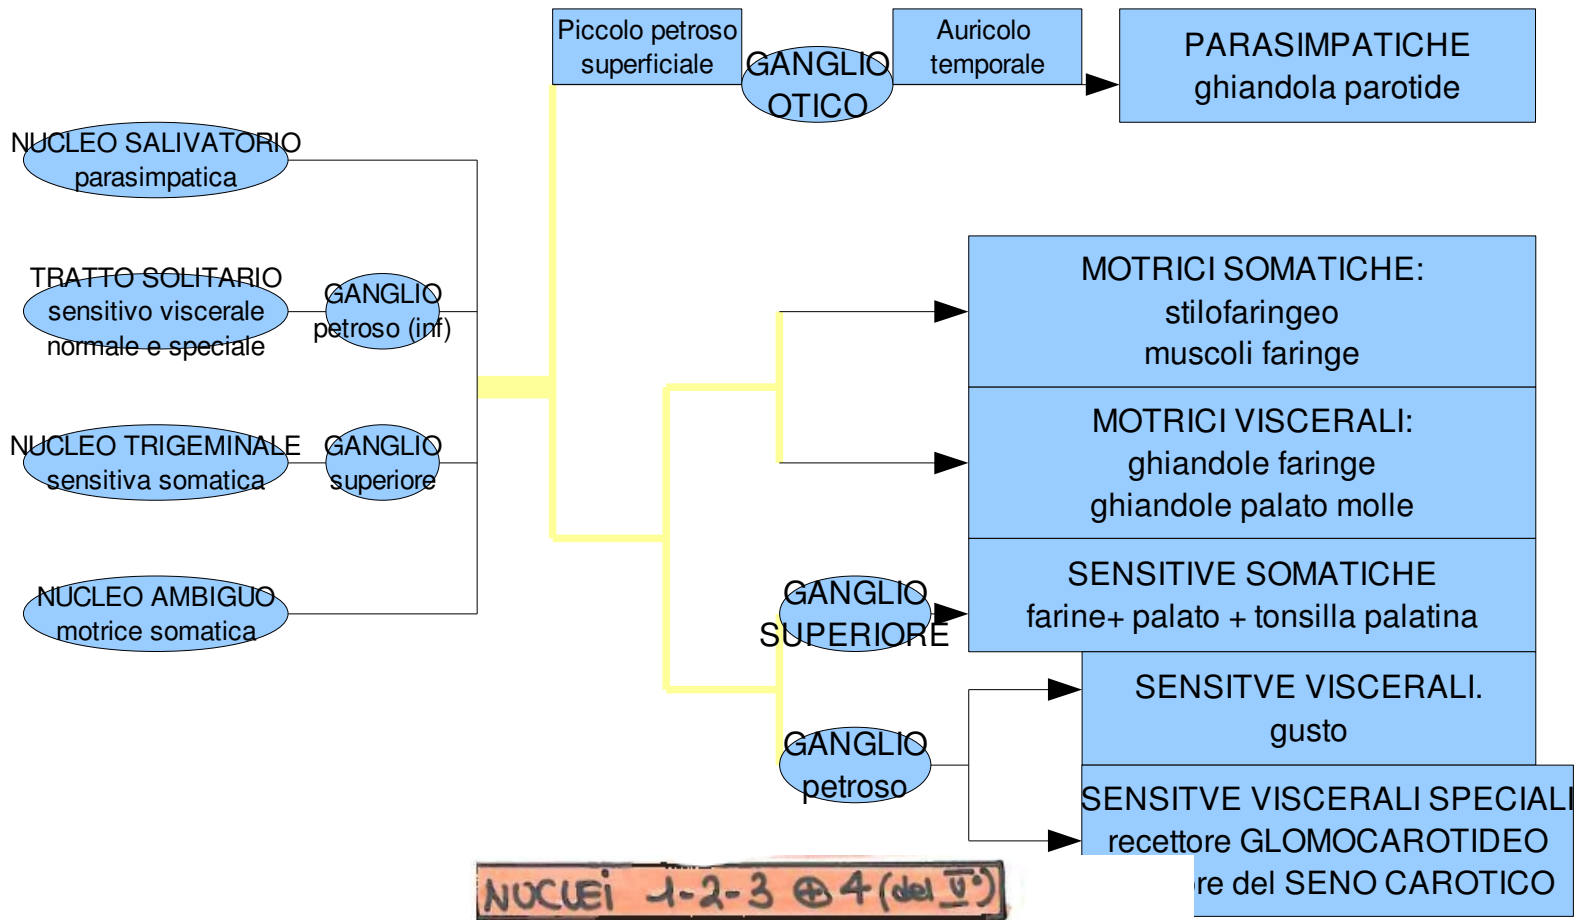 Piccolo petroso
superficiale
GANGLIO
OTICO
Auricolo
temporale
PARASIMPATICHE
ghiandola parotide
NUCLEO SALIVATORIO
parasimpatica
TRATTO SOLITARIO
sensitivo viscerale
normale e speciale
GANGLIO
petroso (inf)
NUCLEO TRIGEMINALE
sensitiva somatica
GANGLIO
superiore
NUCLEO AMBIGUO
motrice somatica
MOTRICI SOMATICHE:
stilofaringeo
muscoli faringe
MOTRICI VISCERALI:
ghiandole faringe
ghiandole palato molle
GANGLIO
SUPERIORE
SENSITIVE SOMATICHE
farine+ palato + tonsilla palatina
GANGLIO
petroso
SENSITVE VISCERALI.
gusto
SENSITVE VISCERALI SPECIALI
recettore GLOMOCAROTIDEO
re del SENO CAROTICO
NUCLEI 1-2-3 ⊕ 4 (del V°)